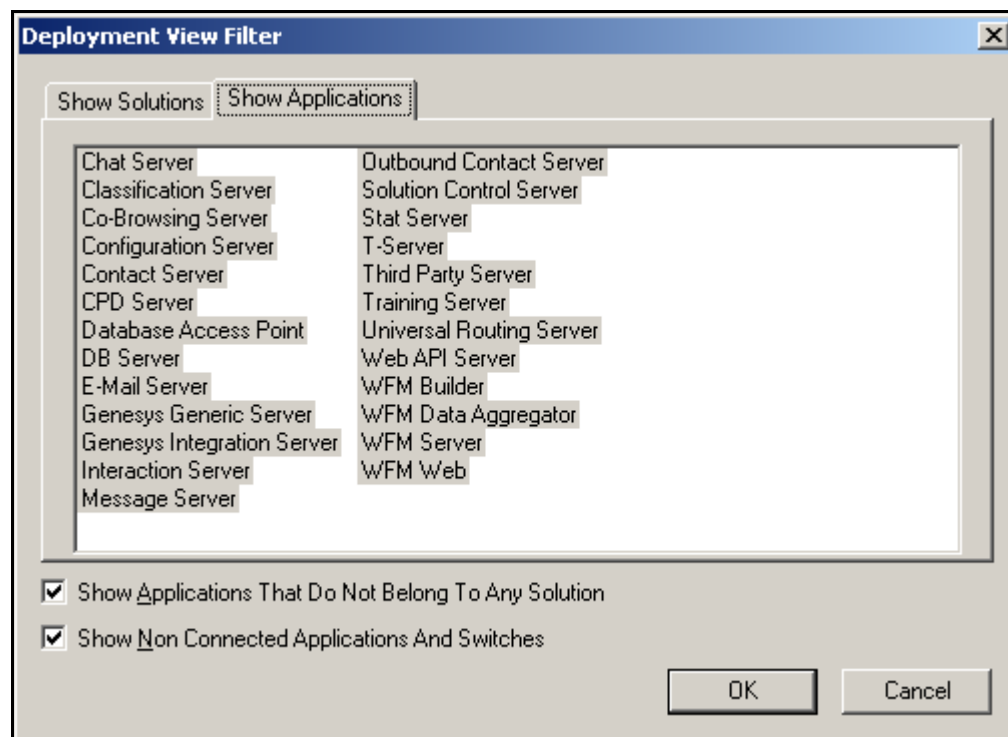 Deployment View Filter
Show Solutions
Show Applications
Chat Server
Classification Server
Co-Browsing Server
Configuration Server
Contact Server
CPD Server
Database Access Point
DB Server
E-Mail Server
Genesys Generic Server
Genesys Integration Server
Interaction Server
Message Server
Outbound Contact Server
Solution Control Server
Stat Server
T-Server
Third Party Server
Training Server
Universal Routing Server
Web API Server
WFM Builder
WFM Data Aggregator
WFM Server
WFM Web
Show Applications That Do Not Belong To Any Solution
Show Non Connected Applications And Switches
OK
Cancel